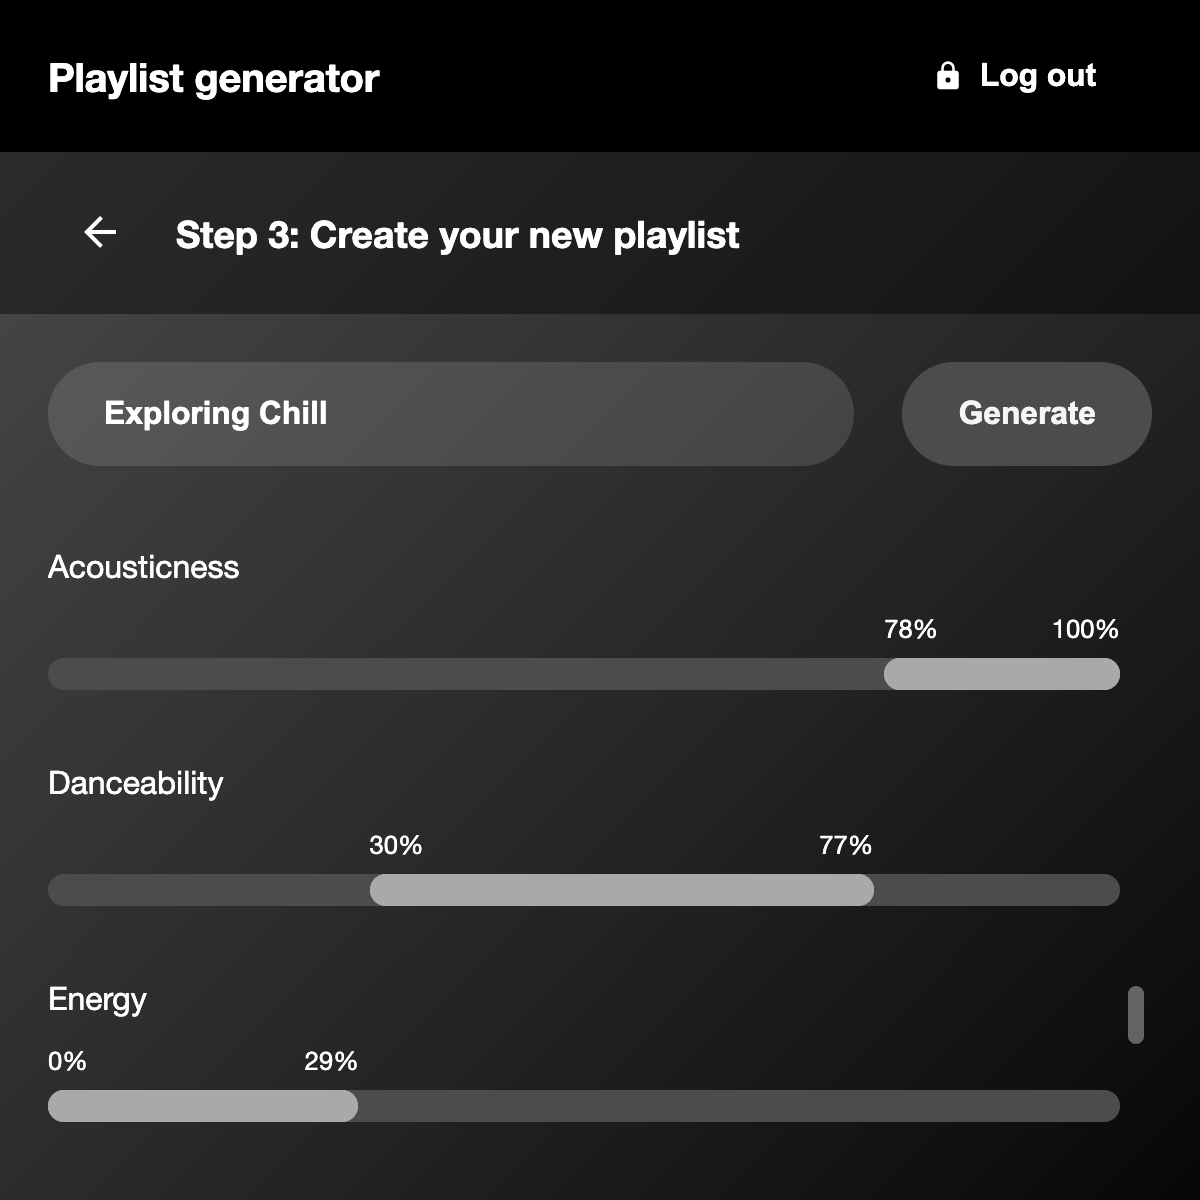 Playlist generator
Log out
Step 3: Create your new playlist
Exploring Chill
Generate
Acousticness
78% 100%
Danceability
30% 77%
Energy
0% 29%